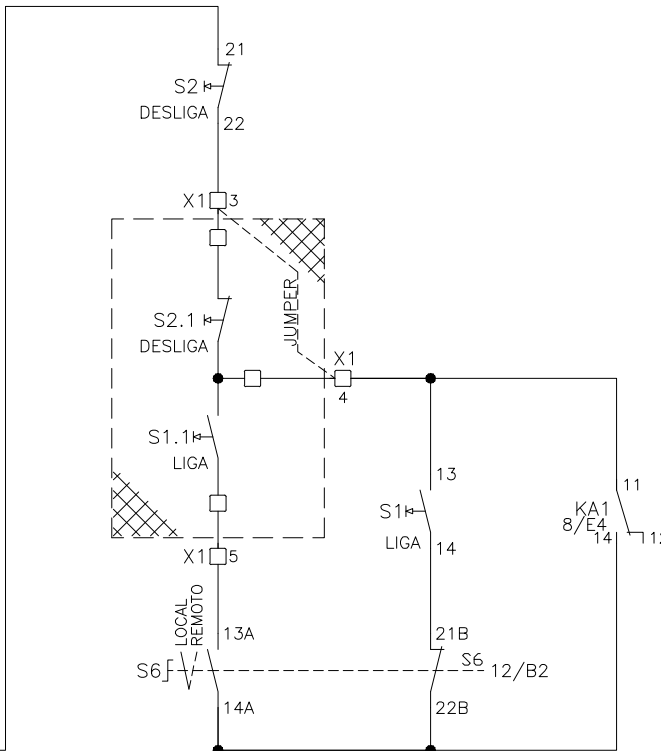 21
S2
DESLIGA
22
X1 3
JUMPER
S2.1
DESLIGA
X1
4
S1.1
LIGA
13
S1
LIGA
14
11
KA1
8/E4
14 12
X1 5
LOCAL
REMOTO
13A
21B
S6
S6
12/B2
14A
22B